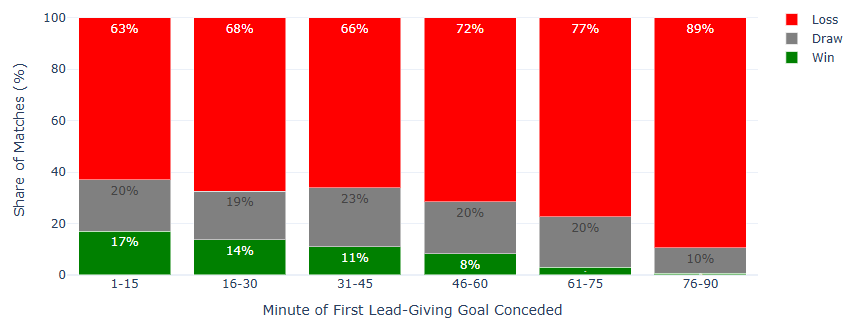 100
80
60
40
20
0
Share of Matches (%)
63% 68% 66% 72% 77% 89%
20% 19% 23% 20% 20% 10%
17% 14% 11% 8%
1-15 16-30 31-45 46-60 61-75 76-90
Minute of First Lead-Giving Goal Conceded
Loss
Draw
Win